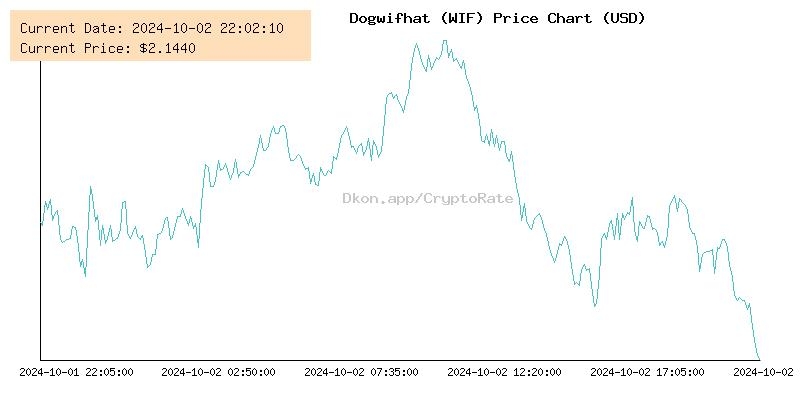 Dogwifhat (WIF) Price Chart (USD)
Current Date: 2024-10-02 22:02:10
Current Price: $2.1440
Dkon.app/CryptoRate
2024-10-01 22:05:00 2024-10-02 02:50:00 2024-10-02 07:35:00 2024-10-02 12:20:00 2024-10-02 17:05:00 2024-10-02